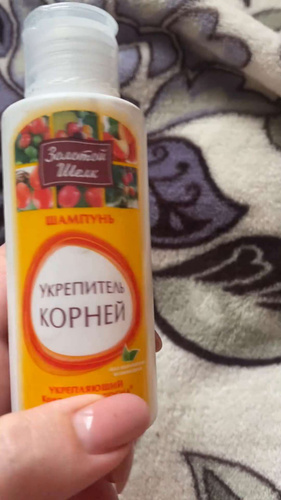 Золотой
Шелк
ШАМПУНЬ
УКРЕПИТЕЛЬ
КОРНЕЙ
УКРЕПЛЯЮЩИЙ